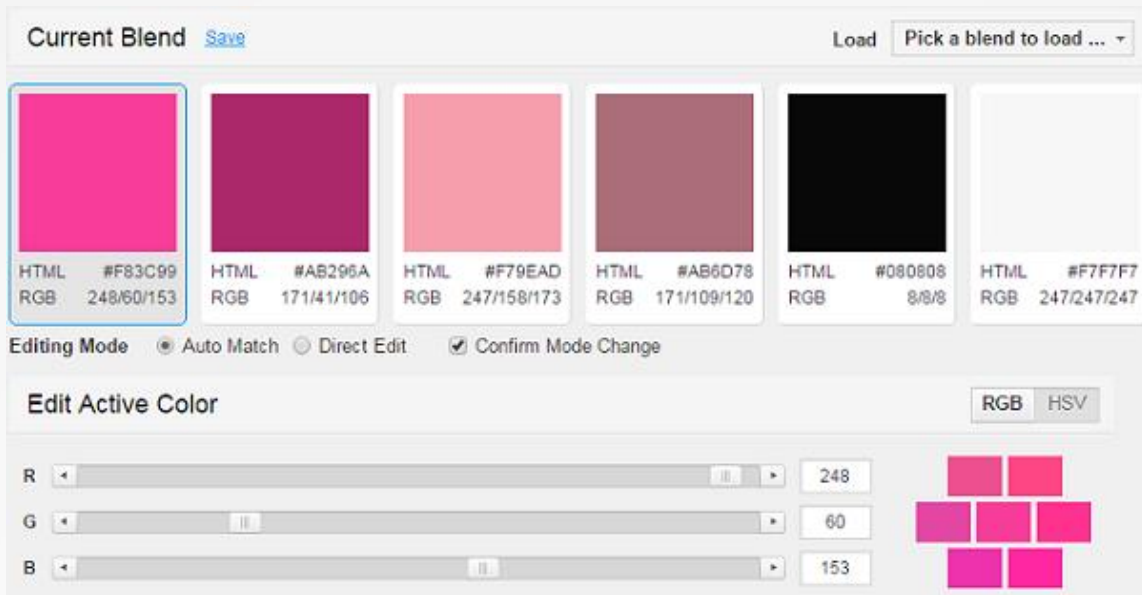 Current Blend Save Load Pick a blend to load ...
HTML #F83C99 HTML #AB296A HTML #F79EAD HTML #AB6D78 HTML #080808 HTML #F7F7F7
RGB 248/60/153 RGB 171/41/106 RGB 247/158/173 RGB 171/109/120 RGB 8/8/8 RGB 247/247/247
Editing Mode Auto Match Direct Edit Confirm Mode Change
Edit Active Color RGB HSV
R 248
G 60
B 153